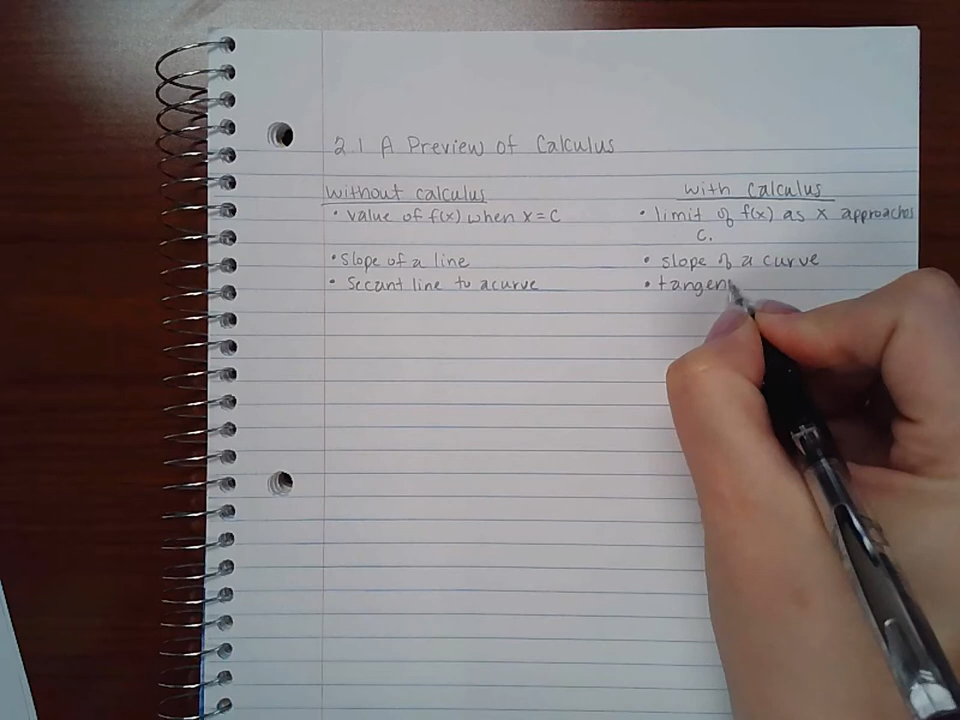 2.1 A Preview of Calculus
without calculus with calculus
• value of f(x) when x = c • limit of f(x) as x approaches
c.
• slope of a line • slope of a curve
• Secant line to a curve • tangen